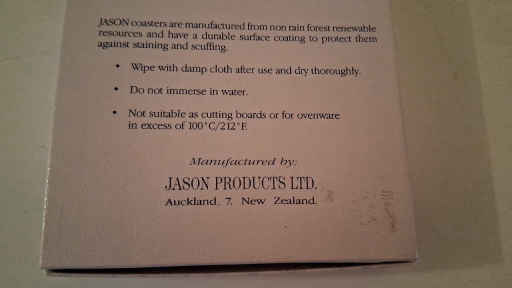 JASON coasters are manufactured from non rain forest renewable
resources and have a durable surface coating to protect them
against staining and scuffing.
• Wipe with damp cloth after use and dry thoroughly.
• Do not immerse in water.
• Not suitable as cutting boards or for ovenware
in excess of 100°C/212°F.
Manufactured by:
JASON PRODUCTS LTD.
Auckland. 7. New Zealand.